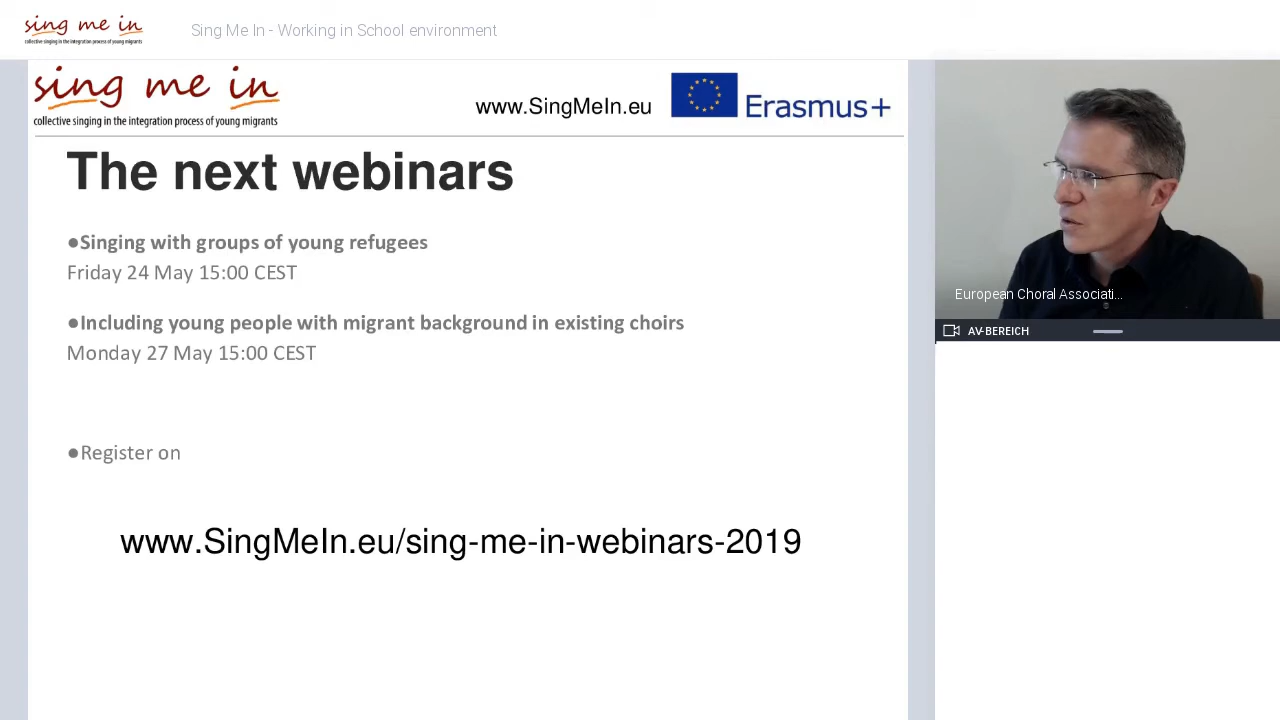 sing me in
collective singing in the integration process of young migrants
Sing Me In - Working in School environment
sing me in
collective singing in the integration process of young migrants
www.SingMeIn.eu
Erasmus+
The next webinars
●Singing with groups of young refugees
Friday 24 May 15:00 CEST
●Including young people with migrant background in existing choirs
Monday 27 May 15:00 CEST
●Register on
www.SingMeIn.eu/sing-me-in-webinars-2019
European Choral Associati...
AV-BEREICH